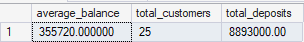 average_balance total_customers total_deposits
1 355720.000000 25 8893000.00